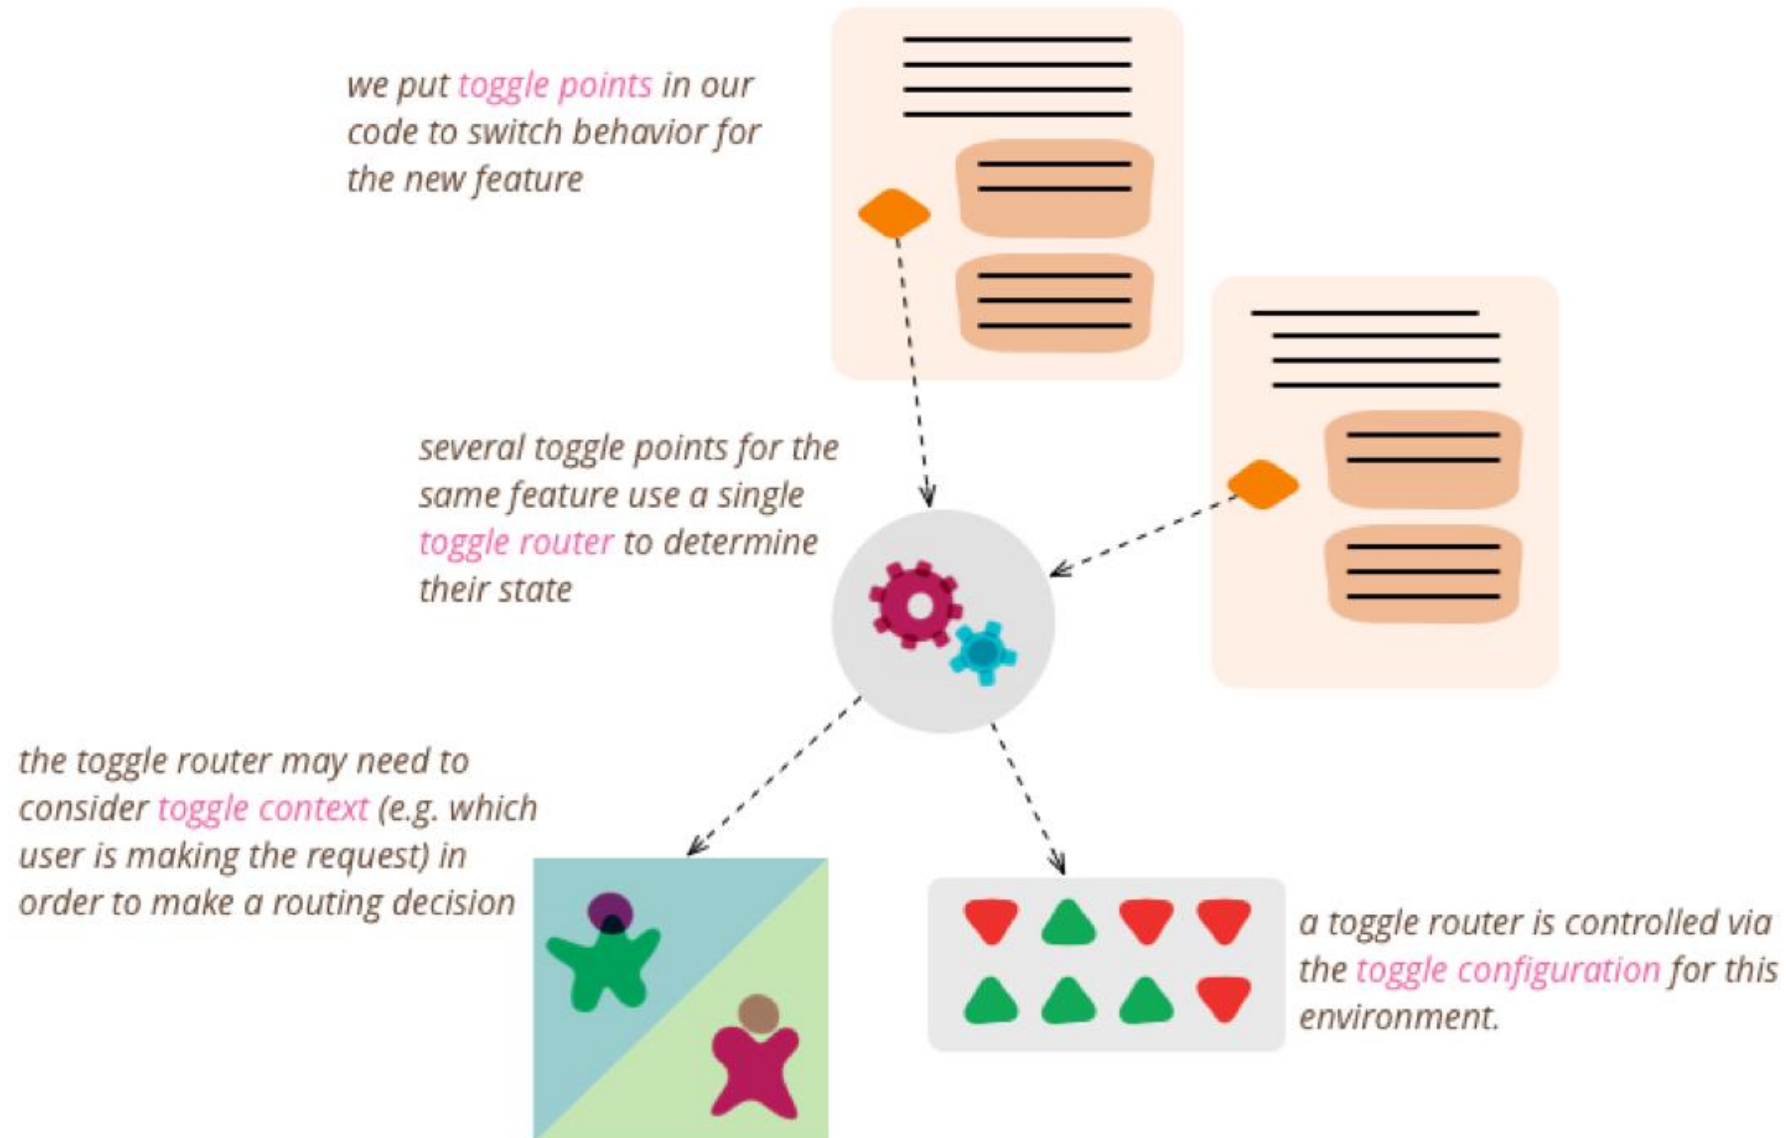 we put toggle points in our
code to switch behavior for
the new feature
several toggle points for the
same feature use a single
toggle router to determine
their state
the toggle router may need to
consider toggle context (e.g. which
user is making the request) in
order to make a routing decision
a toggle router is controlled via
the toggle configuration for this
environment.